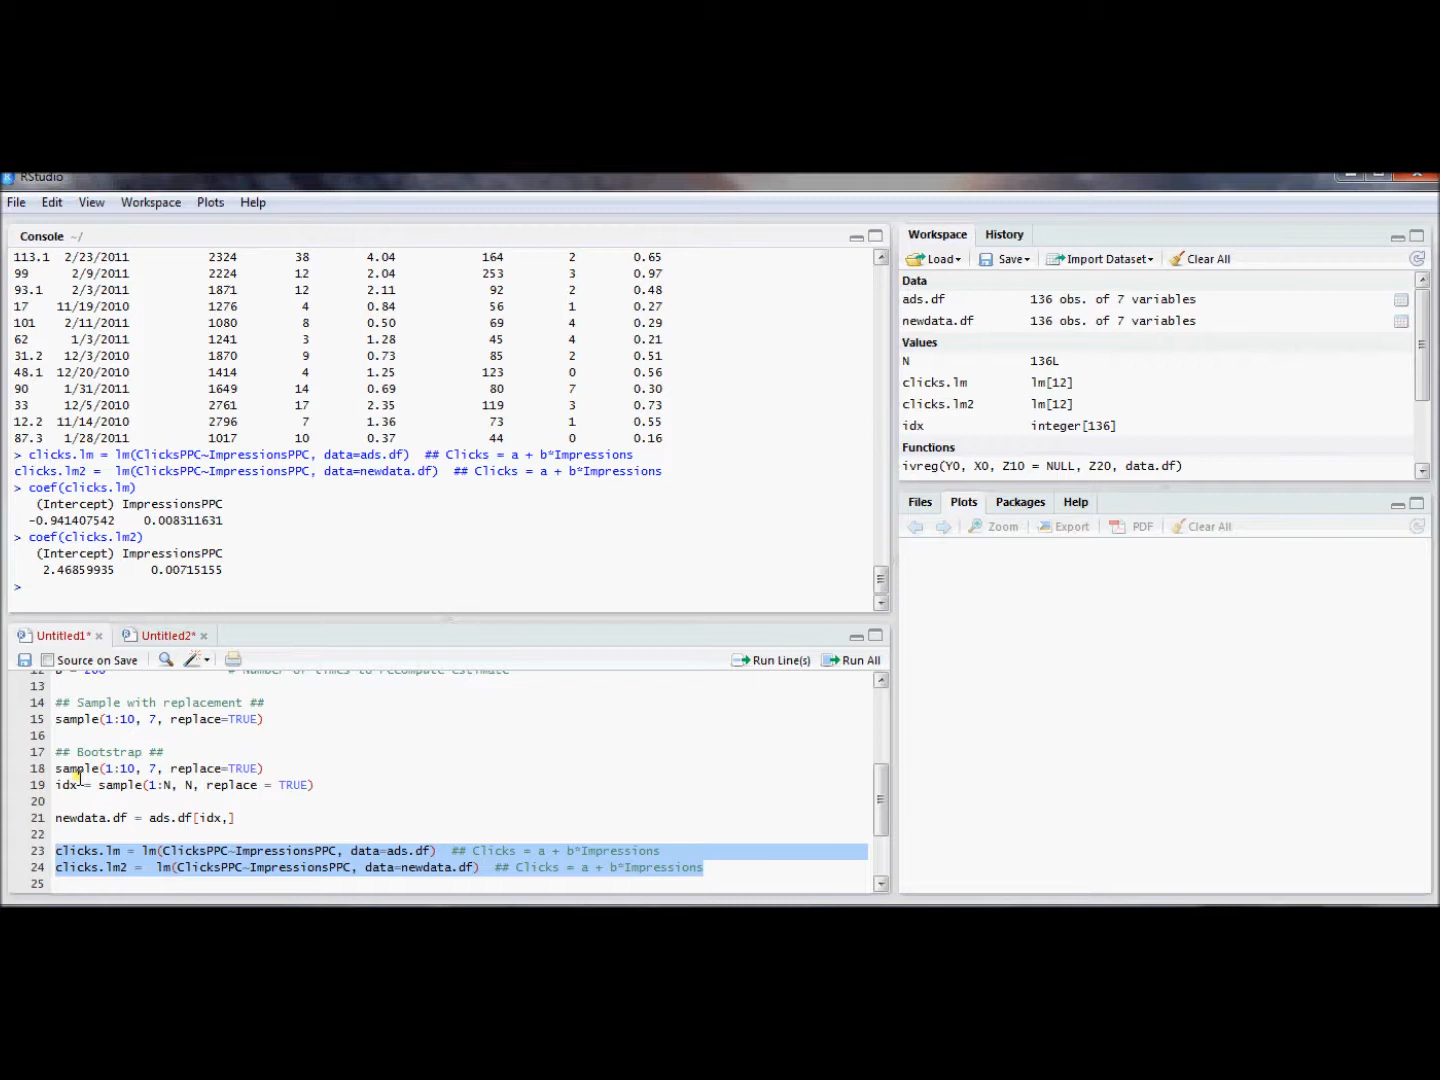 RStudio
File Edit View Workspace Plots Help
Console ~/
113.1 2/23/2011 2324 38 4.04 164 2 0.65
99 2/9/2011 2224 12 2.04 253 3 0.97
93.1 2/3/2011 1871 12 2.11 92 2 0.48
17 11/19/2010 1276 4 0.84 56 1 0.27
101 2/11/2011 1080 8 0.50 69 4 0.29
62 1/3/2011 1241 3 1.28 45 4 0.21
31.2 12/3/2010 1870 9 0.73 85 2 0.51
48.1 12/20/2010 1414 4 1.25 123 0 0.56
90 1/31/2011 1649 14 0.69 80 7 0.30
33 12/5/2010 2761 17 2.35 119 3 0.73
12.2 11/14/2010 2796 7 1.36 73 1 0.55
87.3 1/28/2011 1017 10 0.37 44 0 0.16
> clicks.lm = lm(ClicksPPC~ImpressionsPPC, data=ads.df) ## Clicks = a + b*Impressions
clicks.lm2 = lm(ClicksPPC~ImpressionsPPC, data=newdata.df) ## Clicks = a + b*Impressions
> coef(clicks.lm)
(Intercept) ImpressionsPPC
-0.941407542 0.008311631
> coef(clicks.lm2)
(Intercept) ImpressionsPPC
2.46859935 0.00715155
>
Untitled1* Untitled2*
Source on Save Run Line(s) Run All
12 B = 200 # Number of times to recompute estimate
13
14 ## Sample with replacement ##
15 sample(1:10, 7, replace=TRUE)
16
17 ## Bootstrap ##
18 sample(1:10, 7, replace=TRUE)
19 idx = sample(1:N, N, replace = TRUE)
20
21 newdata.df = ads.df[idx,]
22
23 clicks.lm = lm(ClicksPPC~ImpressionsPPC, data=ads.df) ## Clicks = a + b*Impressions
24 clicks.lm2 = lm(ClicksPPC~ImpressionsPPC, data=newdata.df) ## Clicks = a + b*Impressions
25
Workspace History
Load Save Import Dataset Clear All
Data
ads.df 136 obs. of 7 variables
newdata.df 136 obs. of 7 variables
Values
N 136L
clicks.lm lm[12]
clicks.lm2 lm[12]
idx integer[136]
Functions
ivreg(Y0, X0, Z10 = NULL, Z20, data.df)
Files Plots Packages Help
Zoom Export PDF Clear All